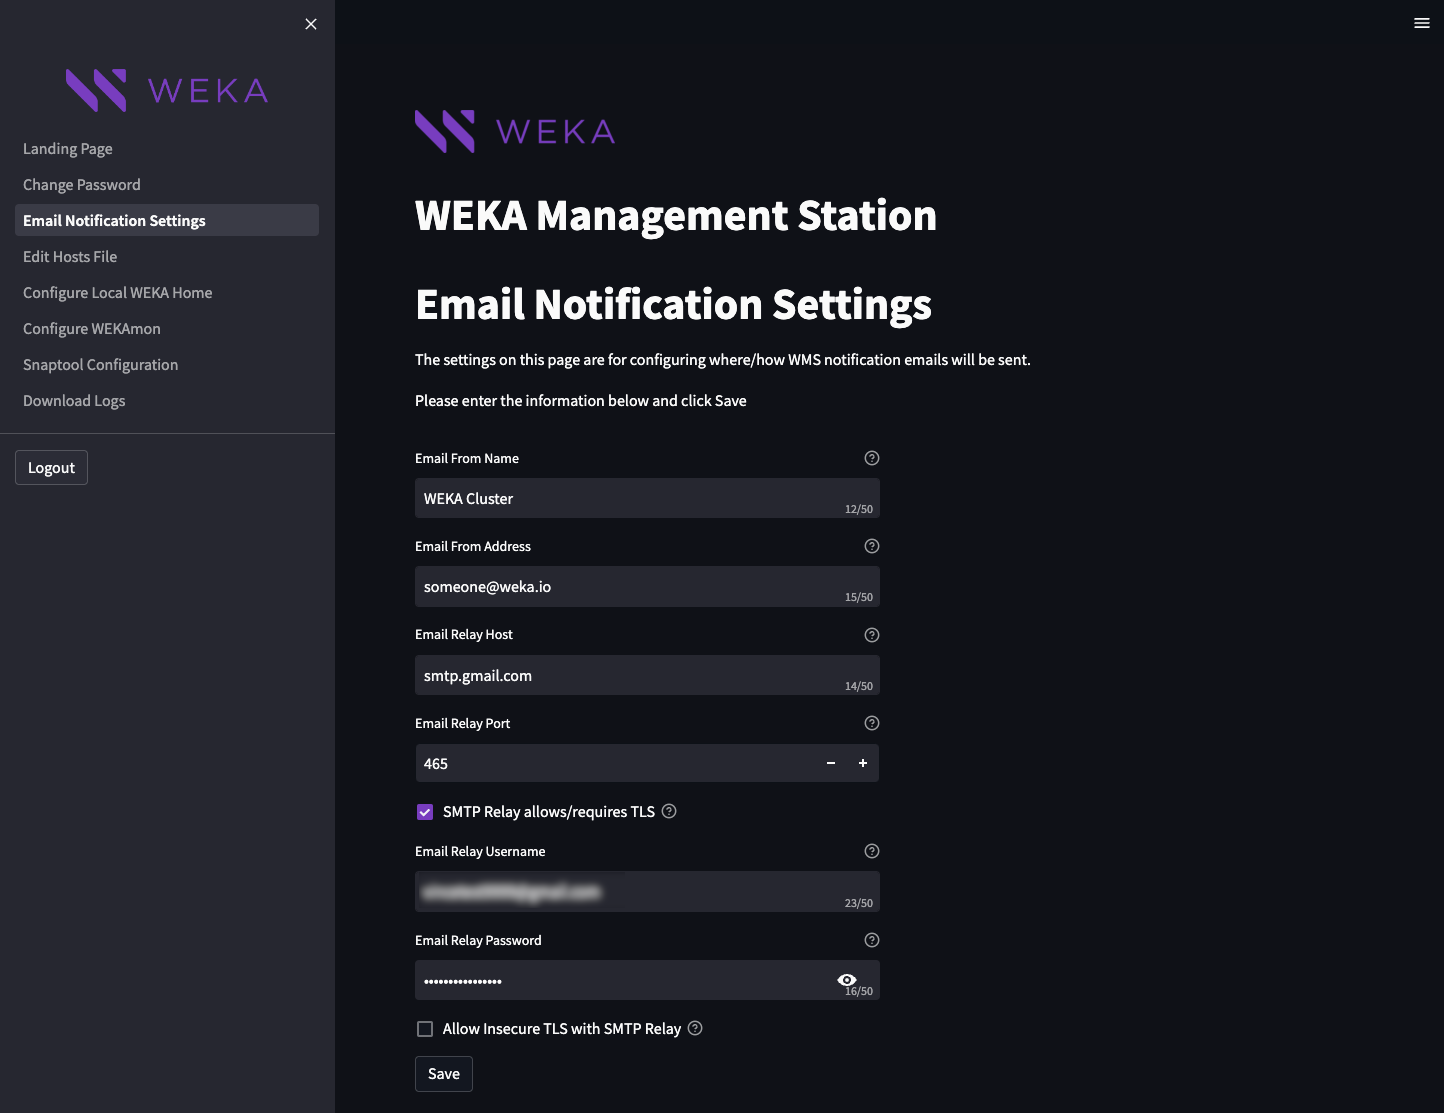 WEKA
Landing Page
Change Password
Email Notification Settings
Edit Hosts File
Configure Local WEKA Home
Configure WEKAmon
Snaptool Configuration
Download Logs
Logout
WEKA
WEKA Management Station
Email Notification Settings
The settings on this page are for configuring where/how WMS notification emails will be sent.
Please enter the information below and click Save
Email From Name
WEKA Cluster
12/50
Email From Address
someone@weka.io
15/50
Email Relay Host
smtp.gmail.com
14/50
Email Relay Port
465
SMTP Relay allows/requires TLS
Email Relay Username
23/50
Email Relay Password
••••••••••••••••
16/50
Allow Insecure TLS with SMTP Relay
Save